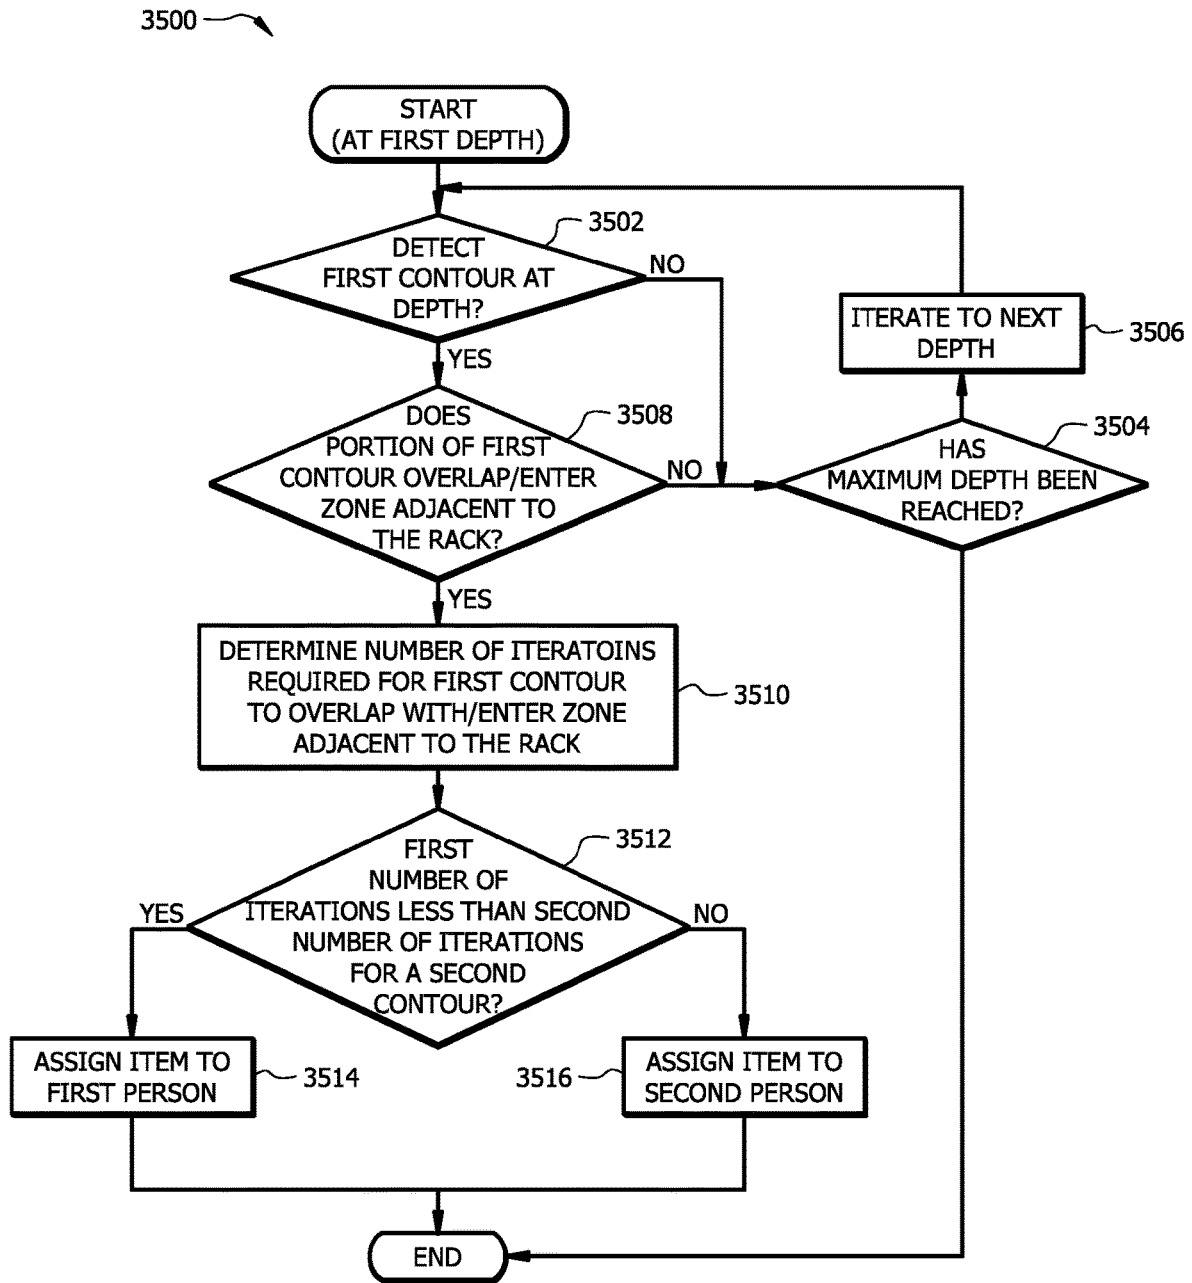 3500
START
(AT FIRST DEPTH)
3502
DETECT
FIRST CONTOUR AT
DEPTH?
NO
YES
ITERATE TO NEXT
DEPTH
3506
DOES
PORTION OF FIRST
CONTOUR OVERLAP/ENTER
ZONE ADJACENT TO
THE RACK?
3508
NO
YES
HAS
MAXIMUM DEPTH BEEN
REACHED?
3504
DETERMINE NUMBER OF ITERATOINS
REQUIRED FOR FIRST CONTOUR
TO OVERLAP WITH/ENTER ZONE
ADJACENT TO THE RACK
3510
FIRST
NUMBER OF
ITERATIONS LESS THAN SECOND
NUMBER OF ITERATIONS
FOR A SECOND
CONTOUR?
3512
YES
NO
ASSIGN ITEM TO
FIRST PERSON
3514
3516
ASSIGN ITEM TO
SECOND PERSON
END